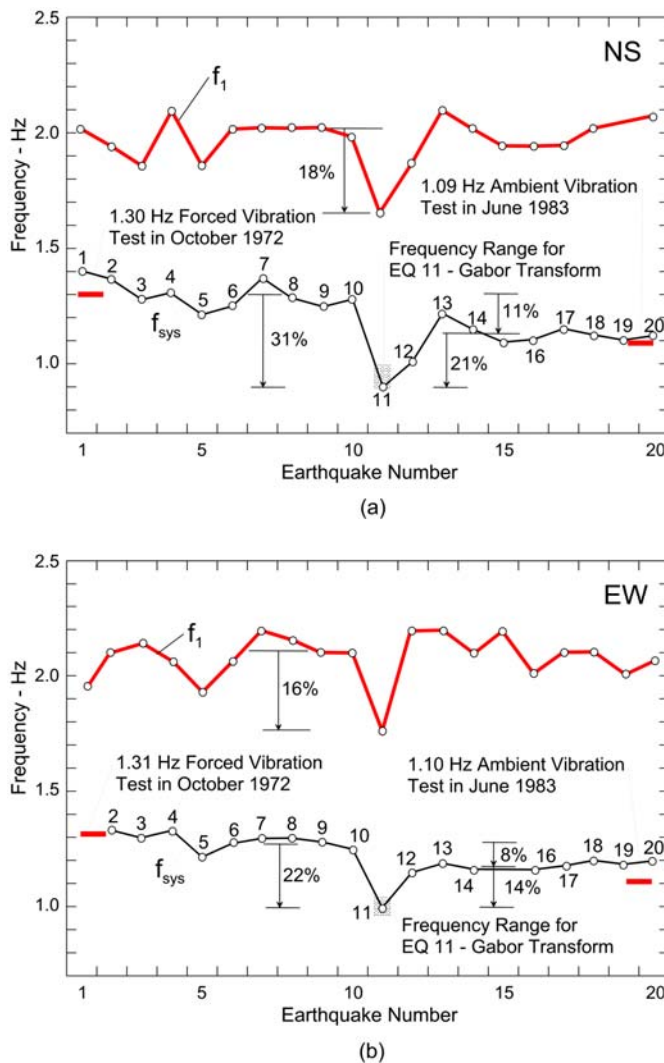 2.5
NS
f1
2.0
18%
1.09 Hz Ambient Vibration
Test in June 1983
1.30 Hz Forced Vibration
Test in October 1972
Frequency Range for
EQ 11 - Gabor Transform
Frequency - Hz
1.5
1 2 3 4 5 6 7 8 9 10 11 12 13 14 15 16 17 18 19 20
fsys
31%
11%
21%
1.0
1 5 10 15 20
Earthquake Number
(a)
2.5
EW
f1
2.0
16%
1.31 Hz Forced Vibration
Test in October 1972
1.10 Hz Ambient Vibration
Test in June 1983
Frequency - Hz
1.5
2 3 4 5 6 7 8 9 10 11 12 13 14 16 17 18 19 20
fsys
22%
8%
14%
1.0
Frequency Range for
EQ 11 - Gabor Transform
1 5 10 15 20
Earthquake Number
(b)